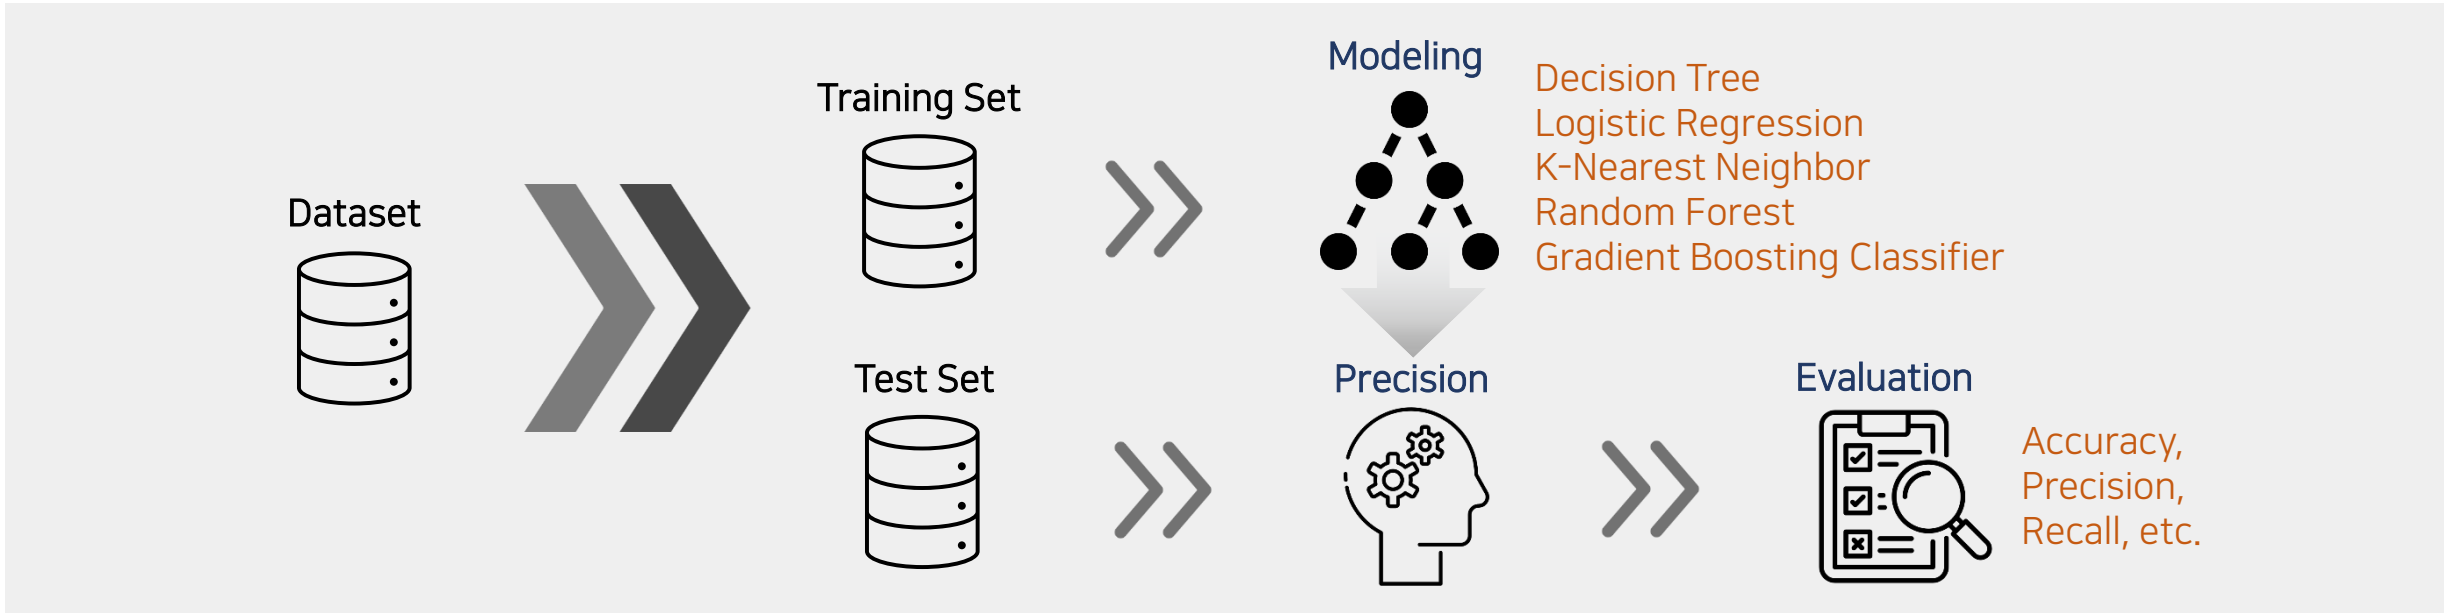 Dataset
Training Set
Test Set
Modeling
Decision Tree
Logistic Regression
K-Nearest Neighbor
Random Forest
Gradient Boosting Classifier
Precision
Evaluation
Accuracy,
Precision,
Recall, etc.